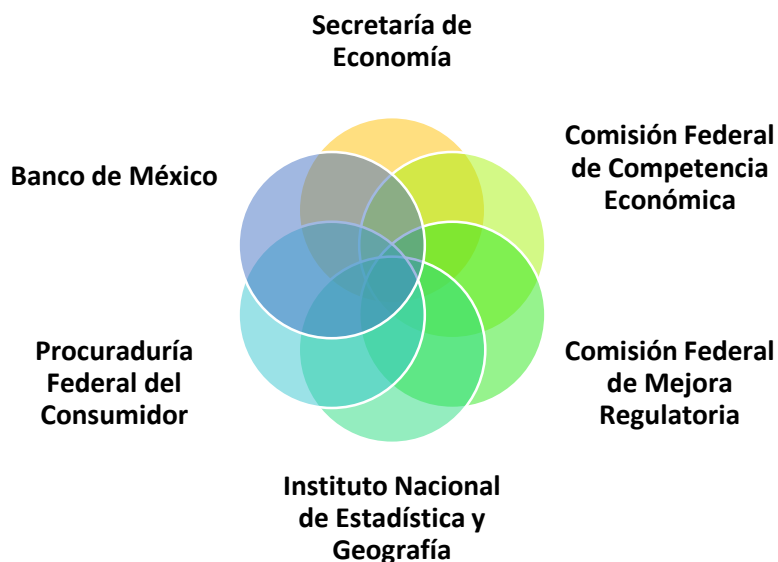 Secretaría de
Economía
Comisión Federal
de Competencia
Económica
Comisión Federal
de Mejora
Regulatoria
Instituto Nacional
de Estadística y
Geografía
Procuraduría
Federal del
Consumidor
Banco de México